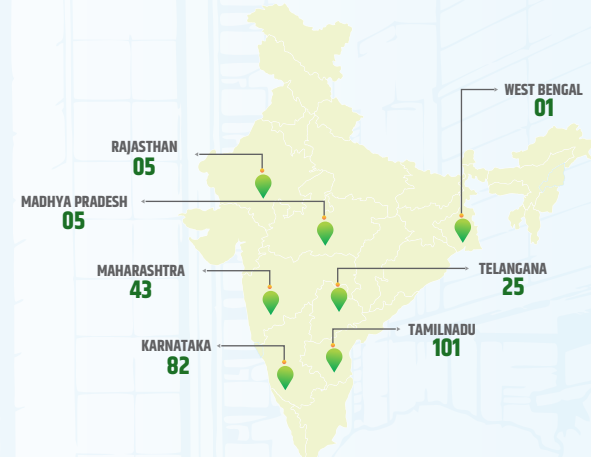 WEST BENGAL
01
RAJASTHAN
05
MADHYA PRADESH
05
MAHARASHTRA
43
TELANGANA
25
KARNATAKA
82
TAMILNADU
101